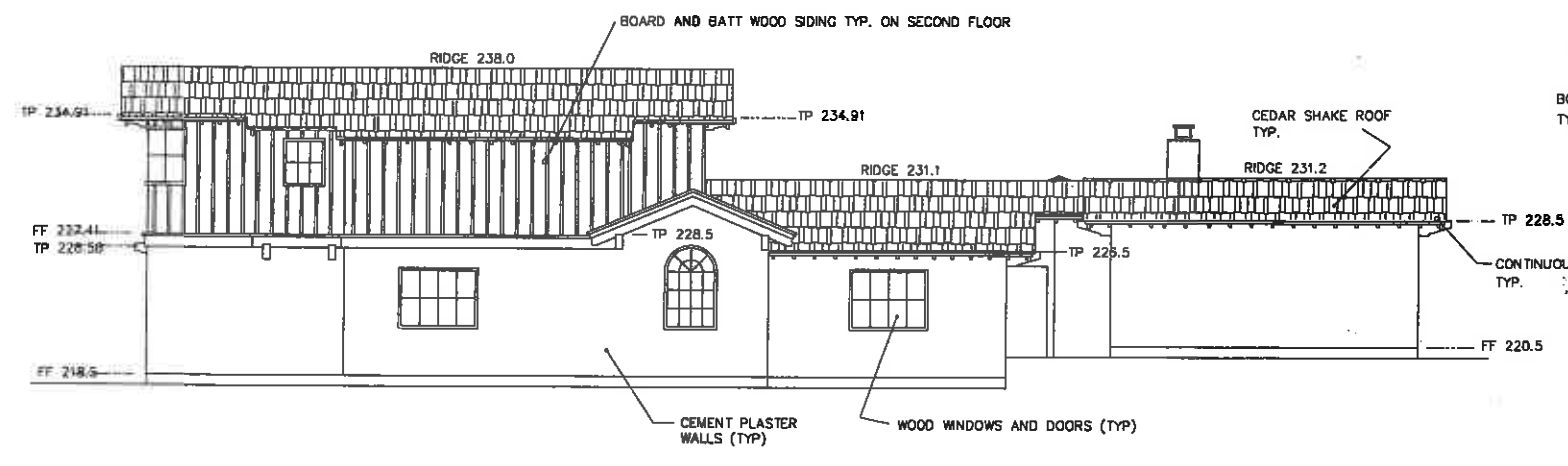 BOARD AND BATT WOOD SIDING TYP. ON SECOND FLOOR
RIDGE 238.0
TP 234.91
TP 234.91
CEDAR SHAKE ROOF
TYP.
RIDGE 231.1
RIDGE 231.2
TP 228.5
FF 227.41
TP 228.5
TP 226.58
TP 225.5
CONTINUOU
TYP.
FF 220.5
FF 218.5
CEMENT PLASTER
WALLS (TYP)
WOOD WINDOWS AND DOORS (TYP)